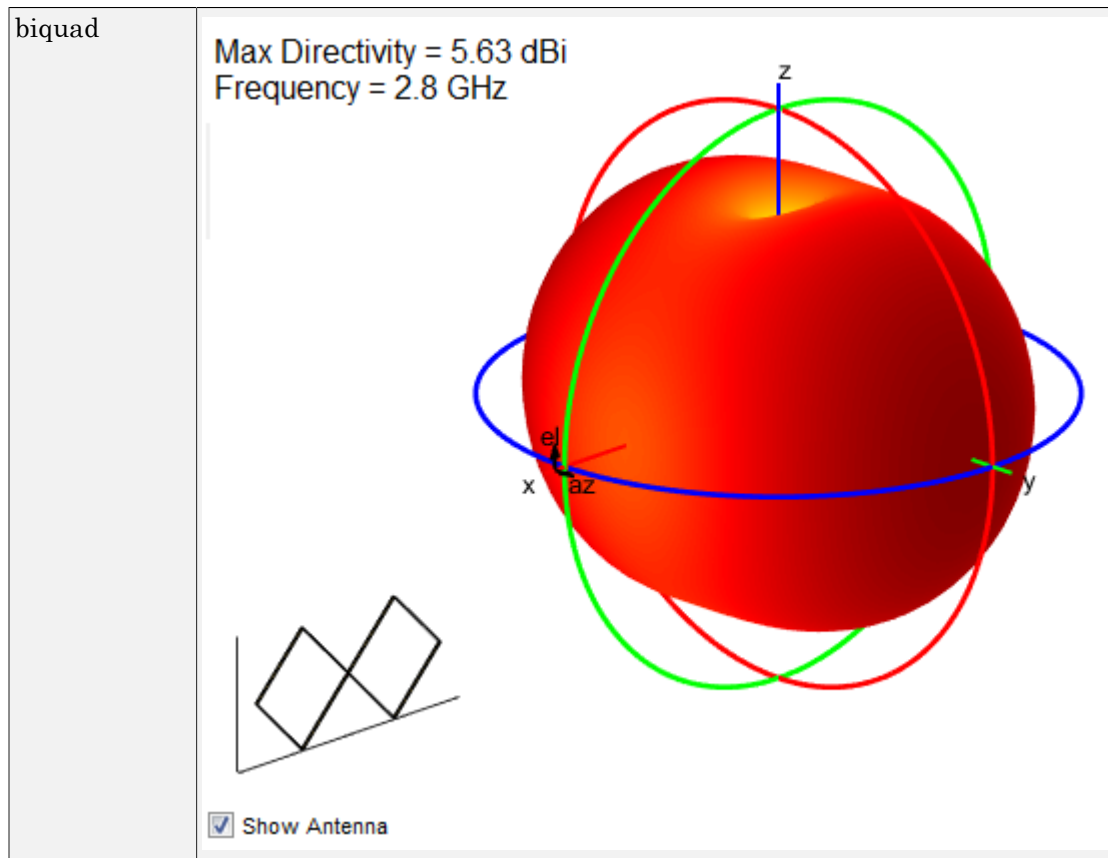 biquad
Max Directivity = 5.63 dBi
Frequency = 2.8 GHz
z
el
x
az
y
Show Antenna